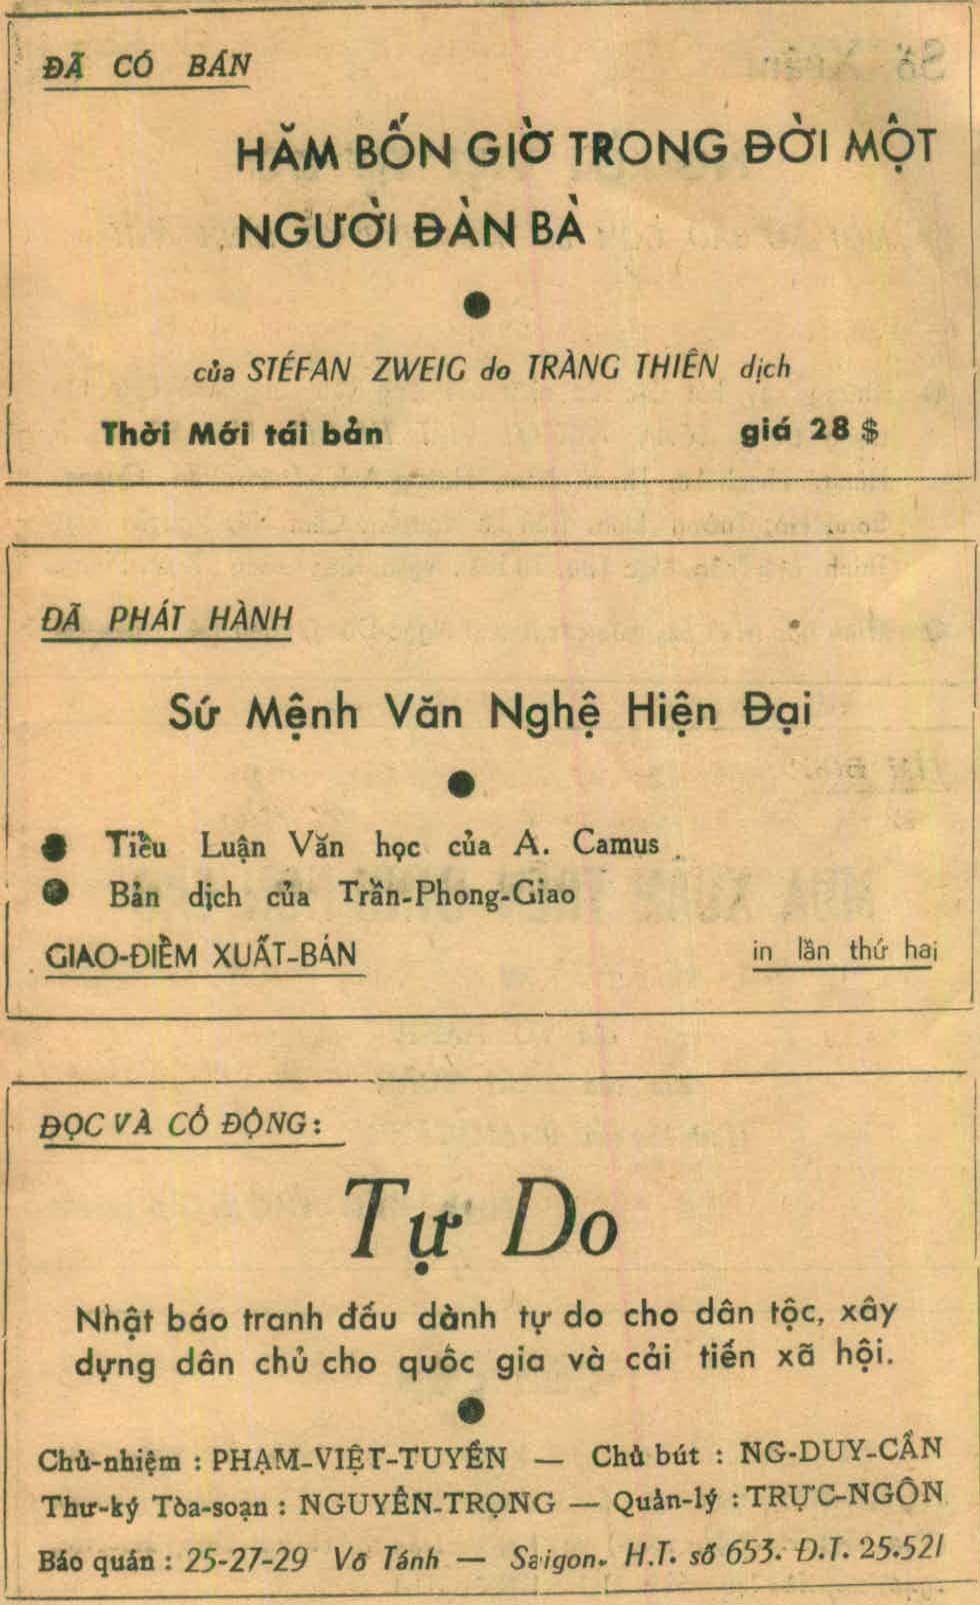 ĐÃ CÓ BÁN
HĂM BỐN GIỜ TRONG ĐỜI MỘT
NGƯỜI ĐÀN BÀ
của STÉFAN ZWEIG do TRÀNG THIÊN dịch
Thời Mới tái bản giá 28 $
ĐÃ PHÁT HÀNH
Sứ Mệnh Văn Nghệ Hiện Đại
● Tiểu Luận Văn học của A. Camus
● Bản dịch của Trần-Phong-Giao
GIAO-ĐIỂM XUẤT-BẢN in lần thứ hai
ĐỌC VÀ CỔ ĐỘNG:
Tự Do
Nhật báo tranh đấu dành tự do cho dân tộc, xây
dựng dân chủ cho quốc gia và cải tiến xã hội.
Chủ-nhiệm : PHẠM-VIỆT-TUYỀN — Chủ bút : NG-DUY-CẦN
Thư-ký Tòa-soạn : NGUYỄN-TRỌNG — Quản-lý : TRỰC-NGÔN
Báo quán : 25-27-29 Võ Tánh — Saigon. H.T. số 653. Đ.T. 25.521